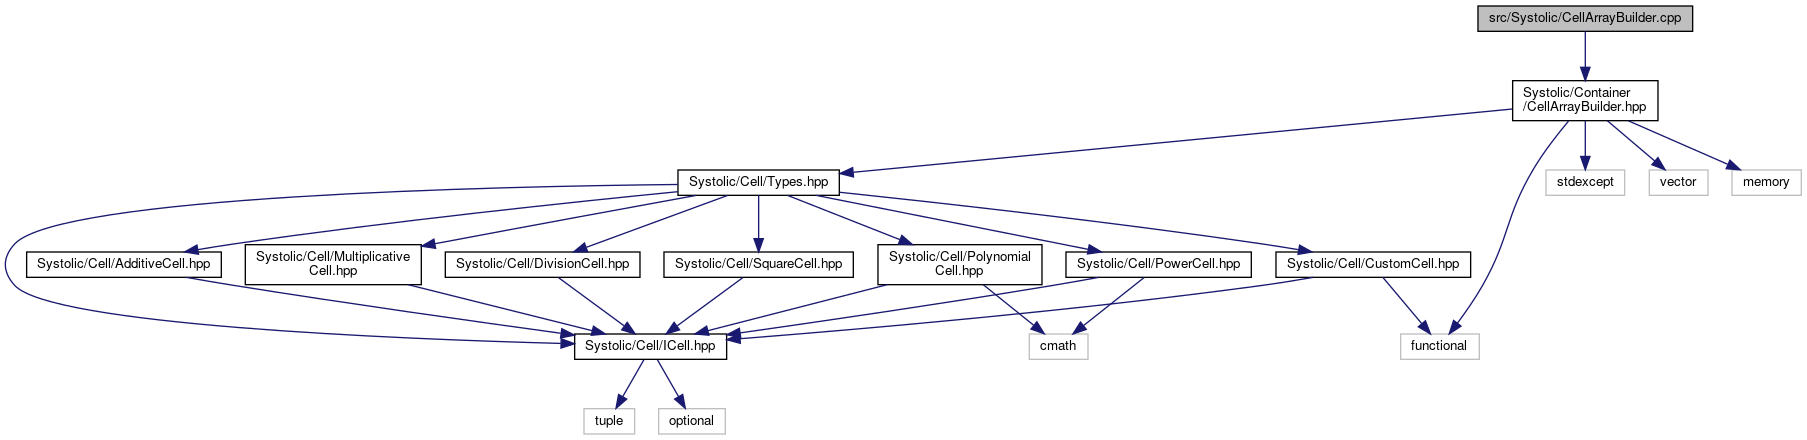 src/Systolic/CellArrayBuilder.cpp
Systolic/Container
/CellArrayBuilder.hpp
Systolic/Cell/Types.hpp
stdexcept
vector
memory
Systolic/Cell/AdditiveCell.hpp
Systolic/Cell/Multiplicative
Cell.hpp
Systolic/Cell/DivisionCell.hpp
Systolic/Cell/SquareCell.hpp
Systolic/Cell/Polynomial
Cell.hpp
Systolic/Cell/PowerCell.hpp
Systolic/Cell/CustomCell.hpp
Systolic/Cell/ICell.hpp
cmath
functional
tuple
optional